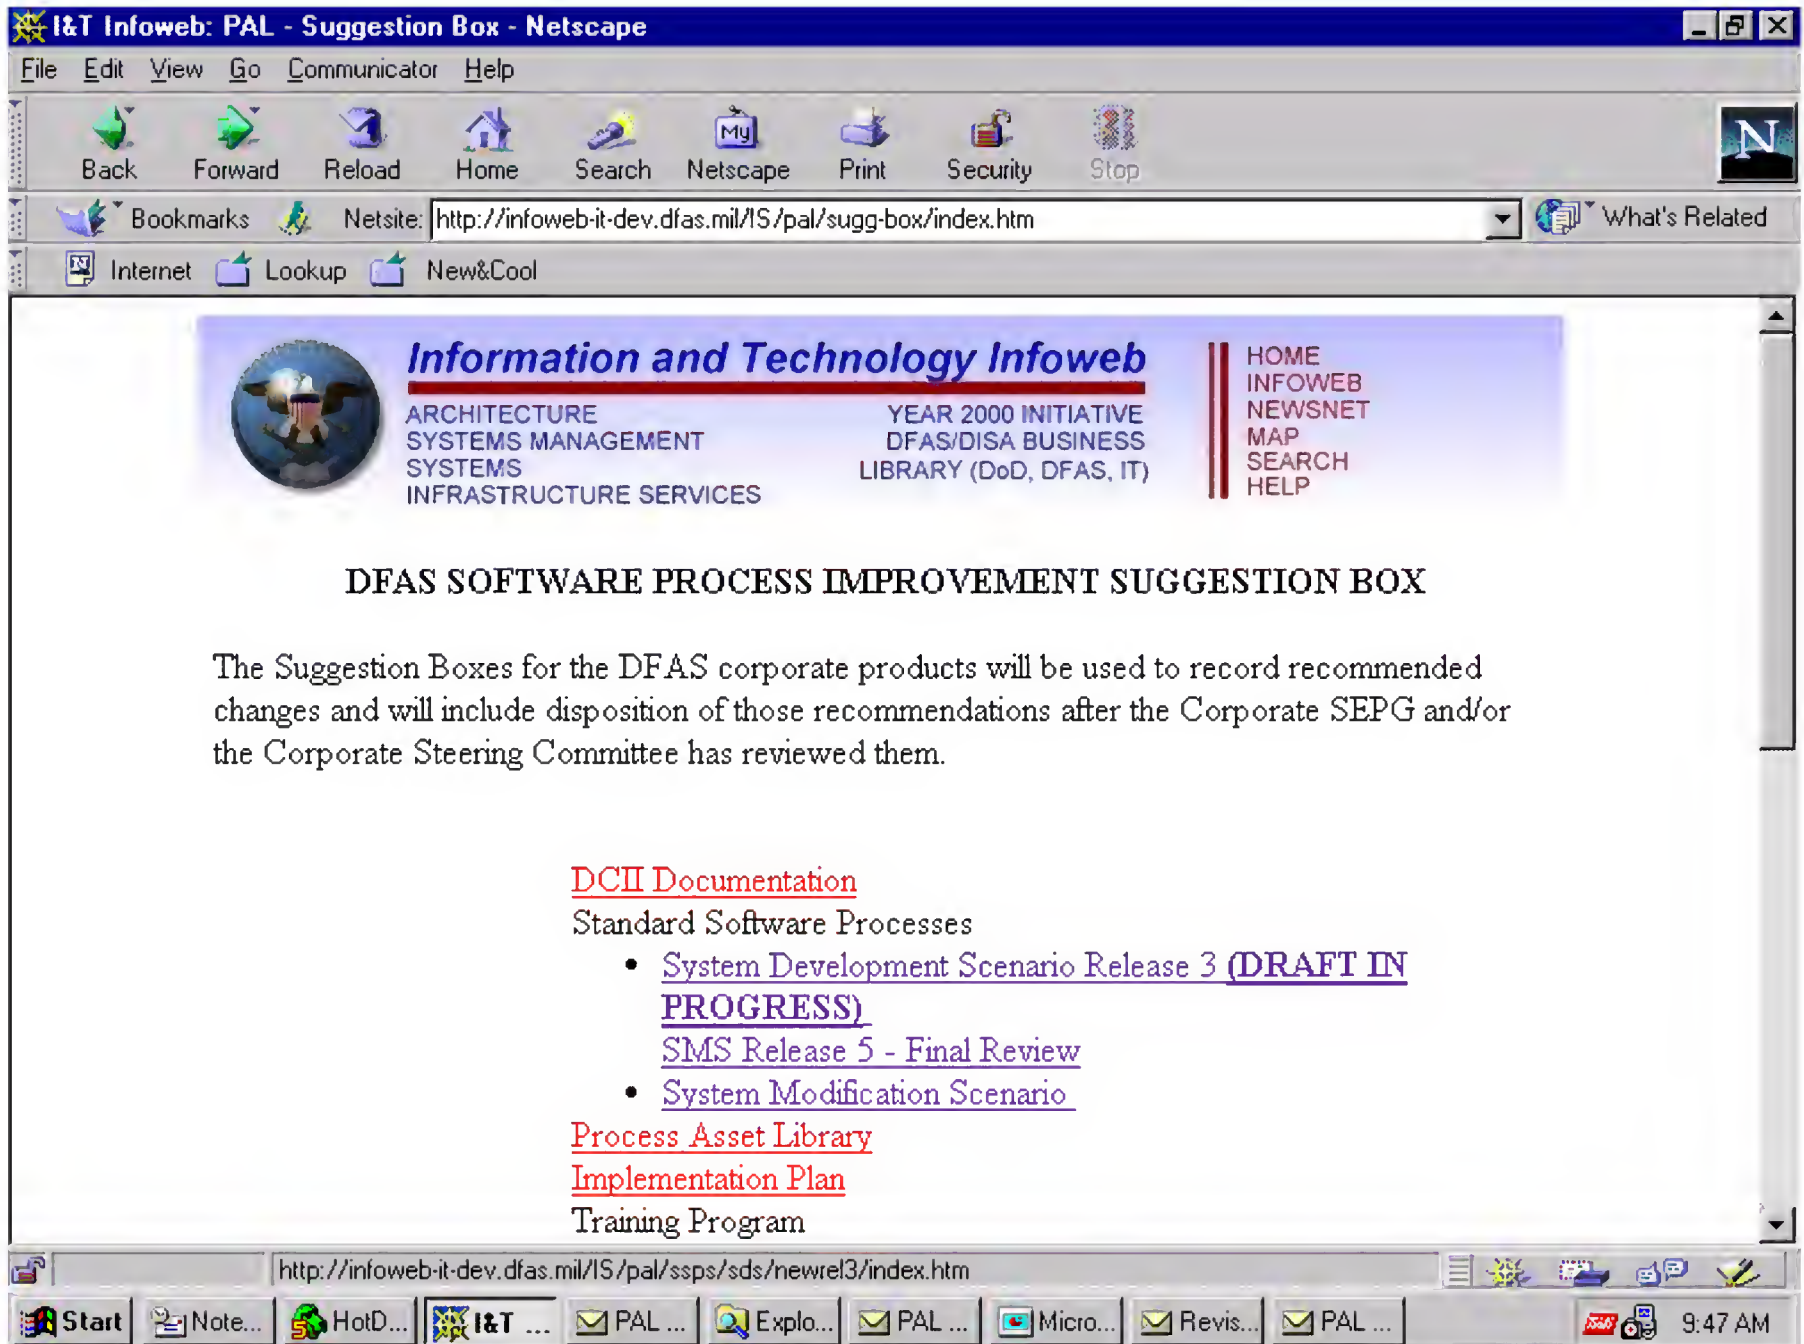 I&T Infoweb: PAL - Suggestion Box - Netscape
File Edit View Go Communicator Help
My
N
Back Forward Reload Home Search Netscape Print Security Stop
Bookmarks Netsite: http://infoweb-it-dev.dfas.mil/IS/pal/sugg-box/index.htm What's Related
Internet Lookup New&Cool
Information and Technology Infoweb
ARCHITECTURE
SYSTEMS MANAGEMENT
SYSTEMS
INFRASTRUCTURE SERVICES
YEAR 2000 INITIATIVE
DFAS/DISA BUSINESS
LIBRARY (DoD, DFAS, IT)
HOME
INFOWEB
NEWSNET
MAP
SEARCH
HELP
DFAS SOFTWARE PROCESS IMPROVEMENT SUGGESTION BOX
The Suggestion Boxes for the DFAS corporate products will be used to record recommended
changes and will include disposition of those recommendations after the Corporate SEPG and/or
the Corporate Steering Committee has reviewed them.
DCII Documentation
Standard Software Processes
• System Development Scenario Release 3 (DRAFT IN
PROGRESS)
SMS Release 5 - Final Review
• System Modification Scenario
Process Asset Library
Implementation Plan
Training Program
http://infoweb-it-dev.dfas.mil/IS/pal/ssps/sds/newrel3/index.htm
Start Note... HotD... I&T ... PAL ... Explo... PAL ... Micro... Revis... PAL ... 9:47 AM